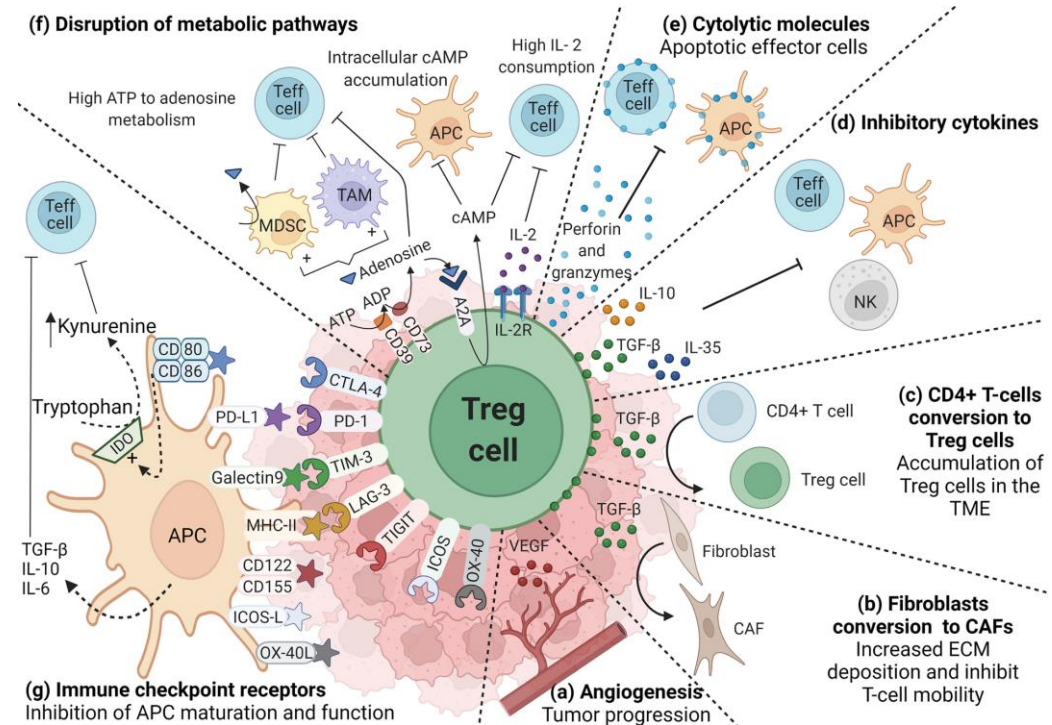 (f) Disruption of metabolic pathways
High ATP to adenosine
metabolism
Intracellular cAMP
accumulation
High IL- 2
consumption
Teff
cell
Teff
cell
APC
Teff
cell
MDSC
TAM
+
+
Adenosine
cAMP
IL-2
ATP
ADP
CD39
CD73
A2A
IL-2R
(e) Cytolytic molecules
Apoptotic effector cells
Teff
cell
APC
Perforin
and
granzymes
(d) Inhibitory cytokines
Teff
cell
APC
NK
IL-10
TGF-β
IL-35
(c) CD4+ T-cells
conversion to
Treg cells
Accumulation of
Treg cells in the
TME
CD4+ T cell
Treg cell
TGF-β
(b) Fibroblasts
conversion to CAFs
Increased ECM
deposition and inhibit
T-cell mobility
TGF-β
Fibroblast
CAF
(a) Angiogenesis
Tumor progression
VEGF
Treg
cell
Kynurenine
Tryptophan
IDO
+
CD 80
CD 86
CTLA-4
PD-L1
PD-1
Galectin9
TIM-3
MHC-II
LAG-3
CD122
CD155
TIGIT
ICOS-L
ICOS
OX-40L
OX-40
APC
TGF-β
IL-10
IL-6
(g) Immune checkpoint receptors
Inhibition of APC maturation and function